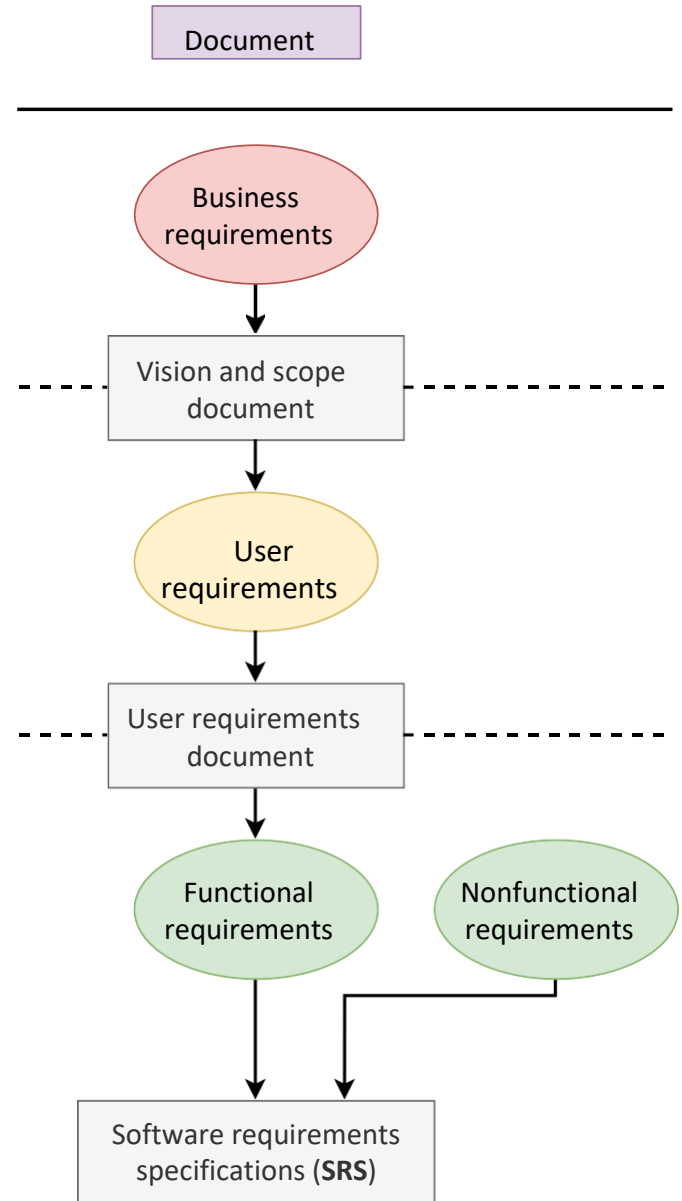 Document
Business
requirements
Vision and scope
document
User
requirements
User requirements
document
Functional
requirements
Nonfunctional
requirements
Software requirements
specifications (SRS)